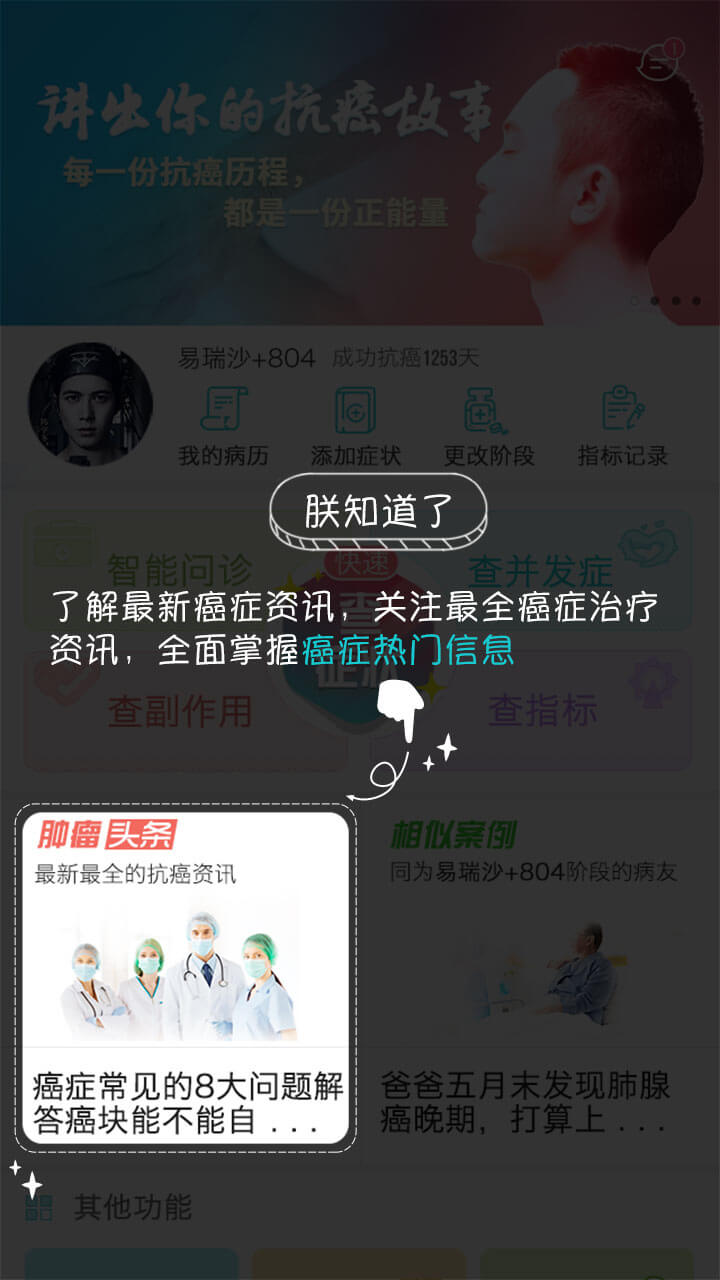 讲出你的抗癌故事
每一份抗癌历程，
都是一份正能量
易瑞沙+804 成功抗癌1253天
我的病历 添加症状 更改阶段 指标记录
朕知道了
智能问诊 快速 查并发症
了解最新癌症资讯，关注最全癌症治疗
资讯，全面掌握癌症热门信息
查副作用 查指标
肿瘤头条
最新最全的抗癌资讯
癌症常见的8大问题解
答癌块能不能自 . . .
相似案例
同为易瑞沙+804阶段的病友
爸爸五月末发现肺腺
癌晚期，打算上 . . .
其他功能